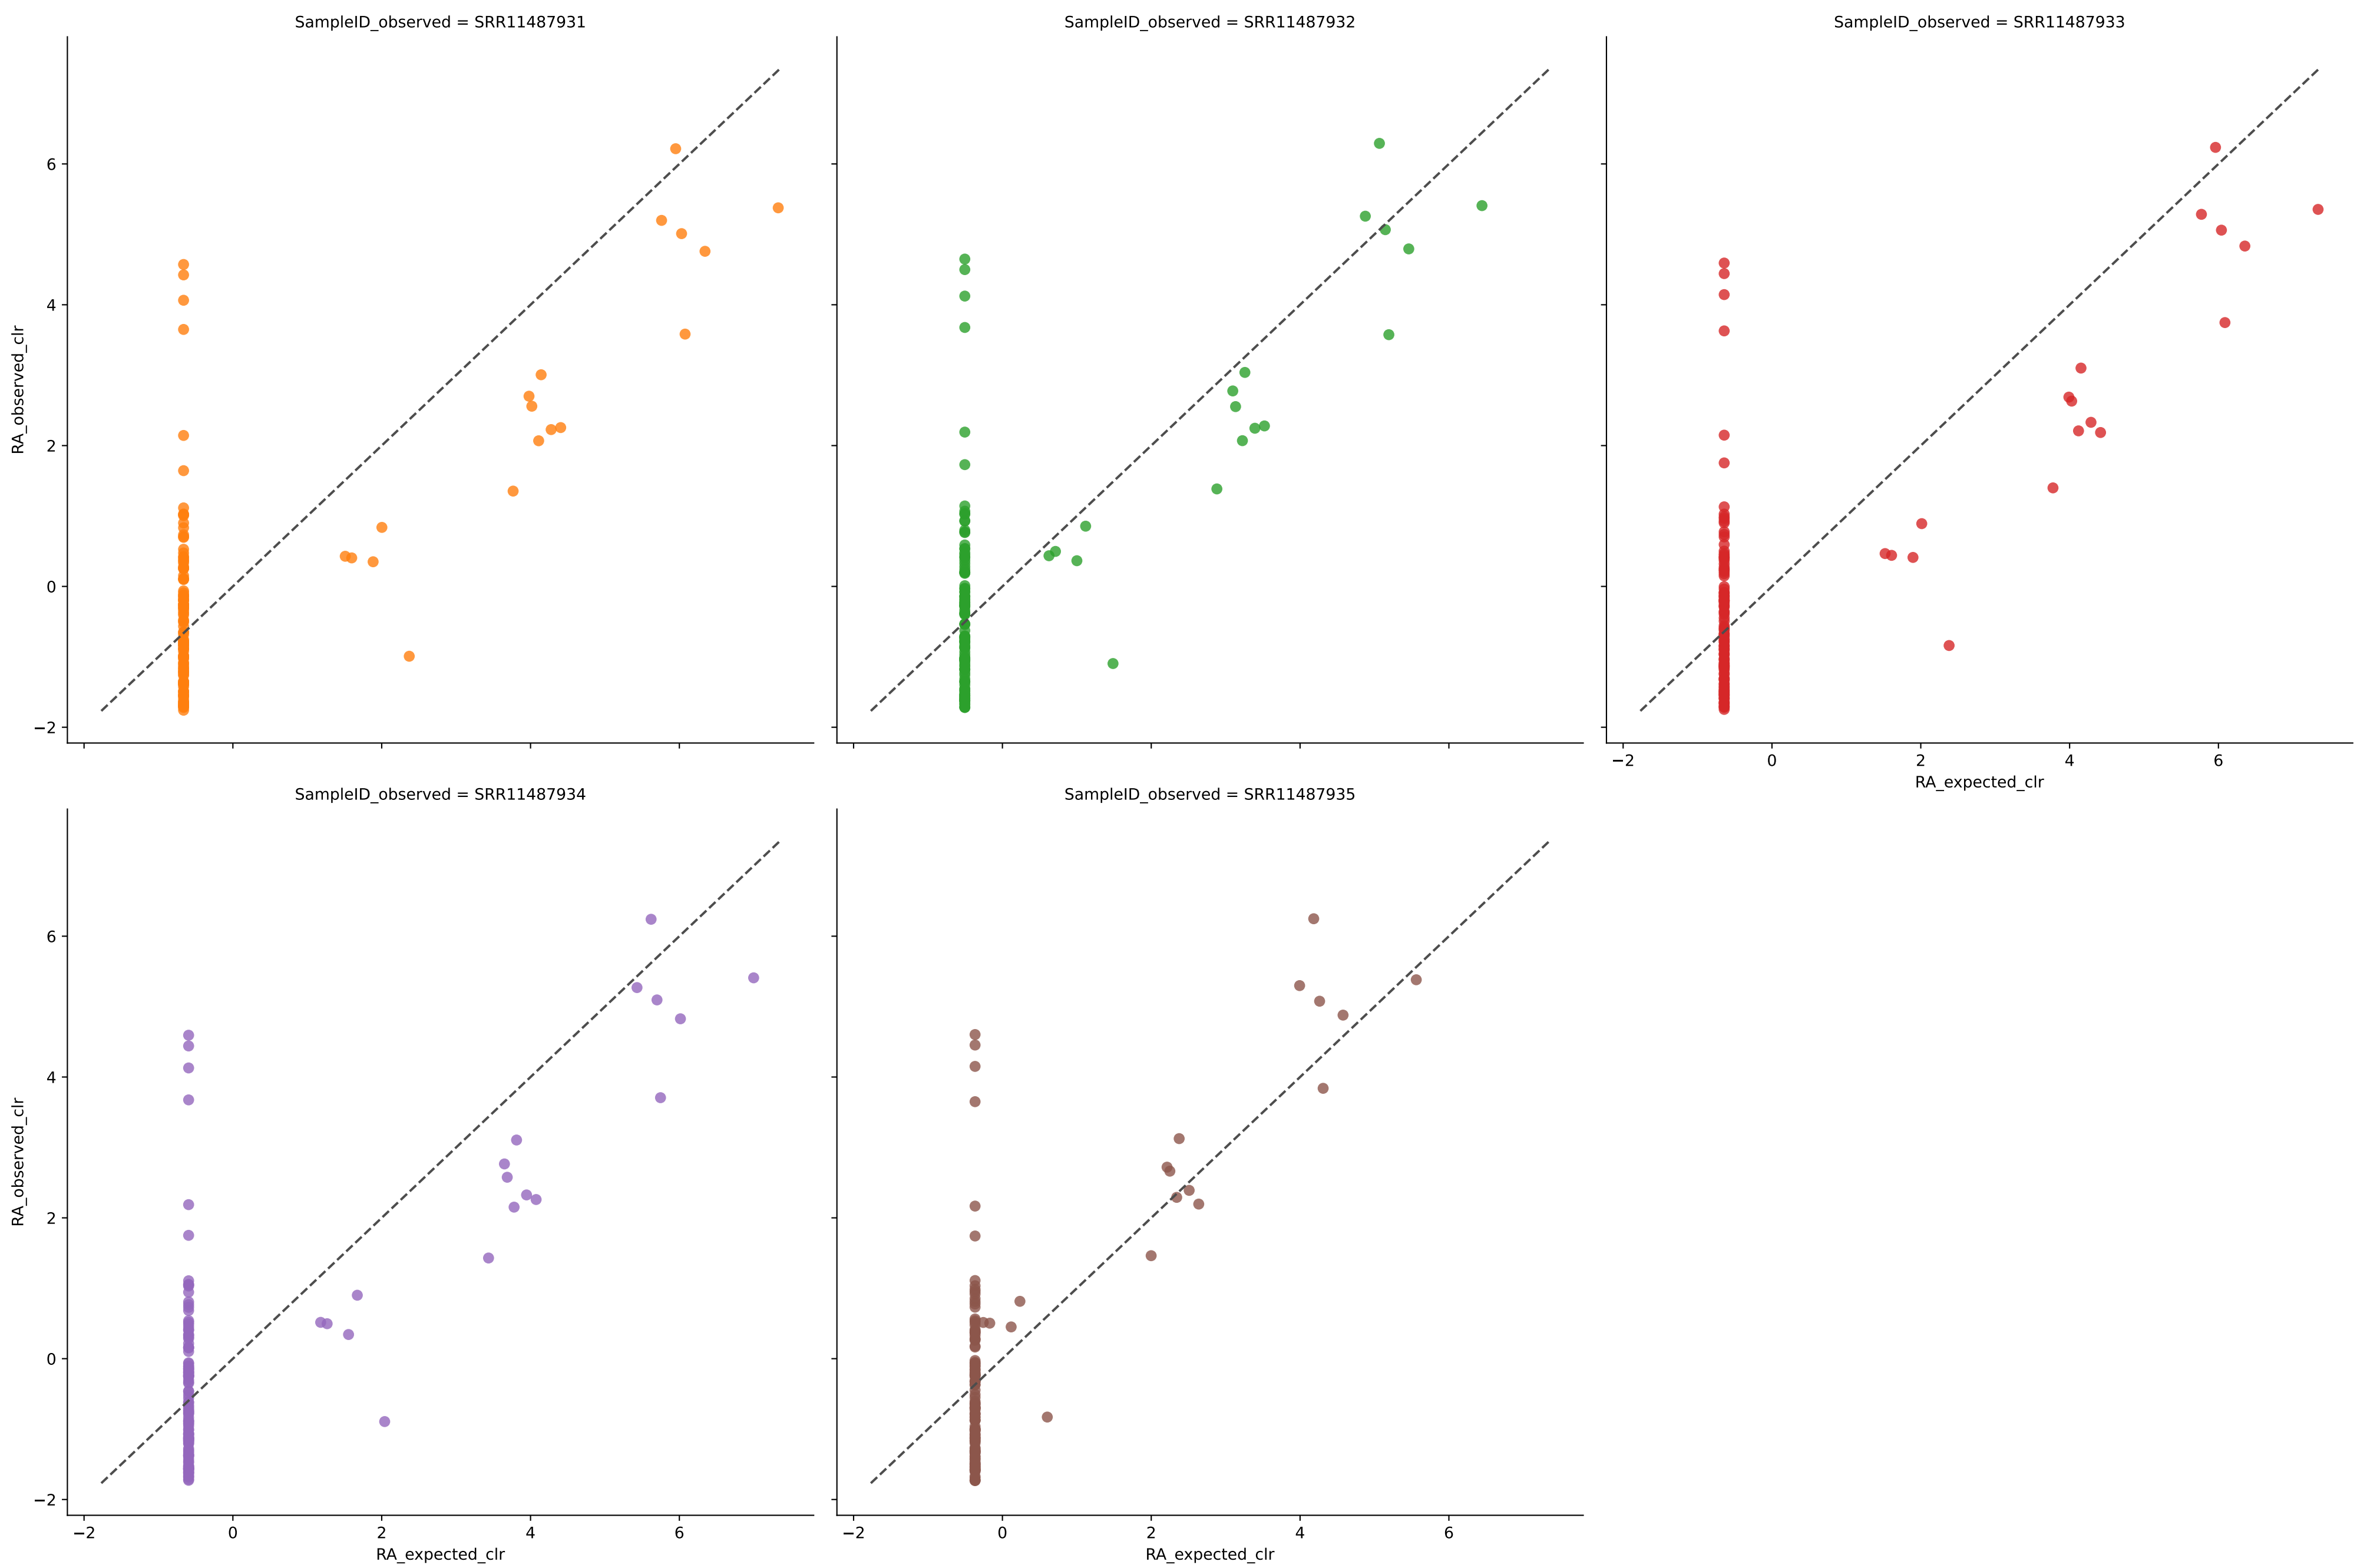 SampleID_observed = SRR11487931
SampleID_observed = SRR11487932
SampleID_observed = SRR11487933
RA_observed_clr
6
4
2
0
−2
−2 0 2 4 6
RA_expected_clr
SampleID_observed = SRR11487934
SampleID_observed = SRR11487935
RA_observed_clr
6
4
2
0
−2
−2 0 2 4 6
RA_expected_clr
−2 0 2 4 6
RA_expected_clr